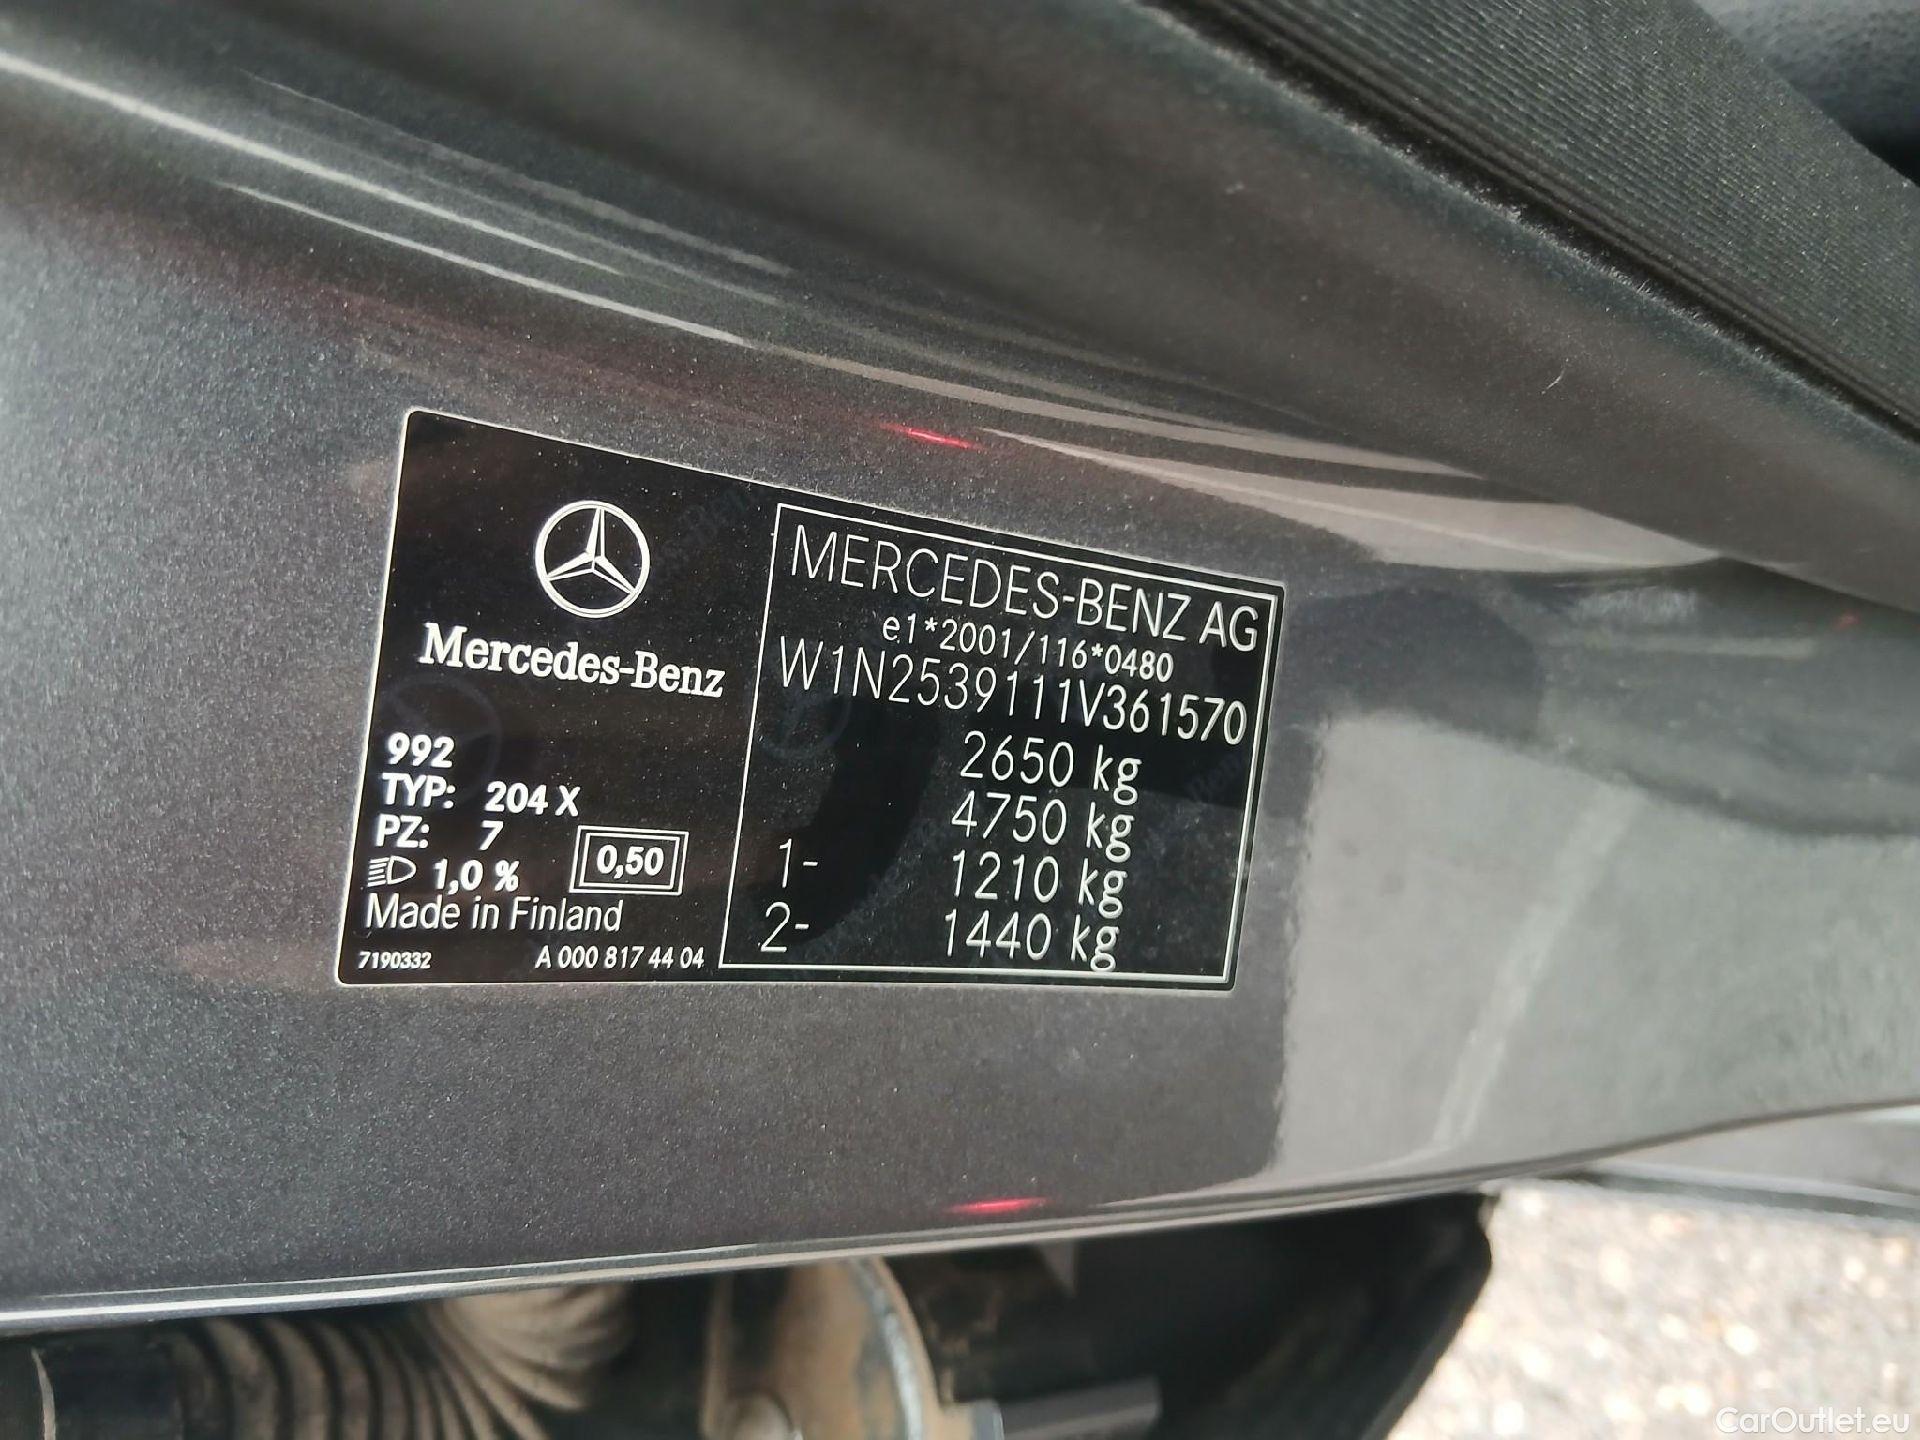 Mercedes-Benz
992
TYP: 204 X
PZ: 7
1,0 %
0,50
Made in Finland
7190332
A 000 817 44 04
MERCEDES-BENZ AG
e1*2001/116*0480
W1N2539111V361570
2650 kg
4750 kg
1- 1210 kg
2- 1440 kg
CarOutlet.eu